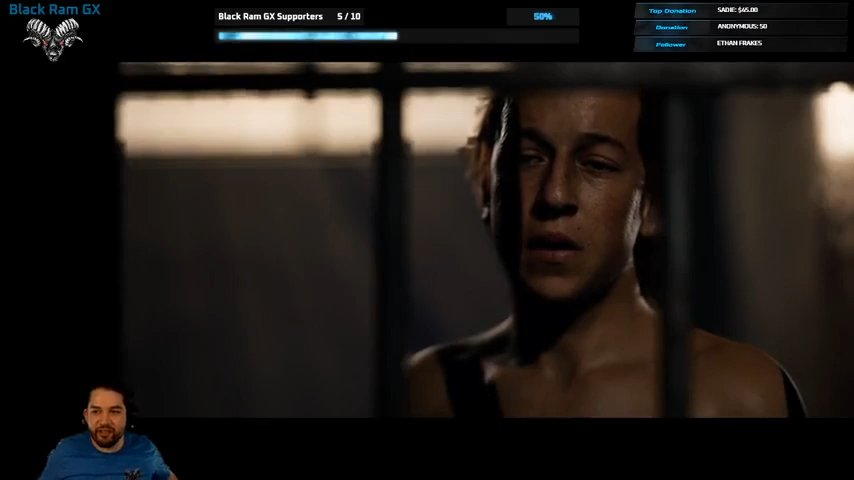 Black Ram GX
Black Ram GX Supporters 5 / 10
50%
Top Donation SADIE: $45.00
Donation ANONYMOUS: 50
Follower ETHAN FRAKES